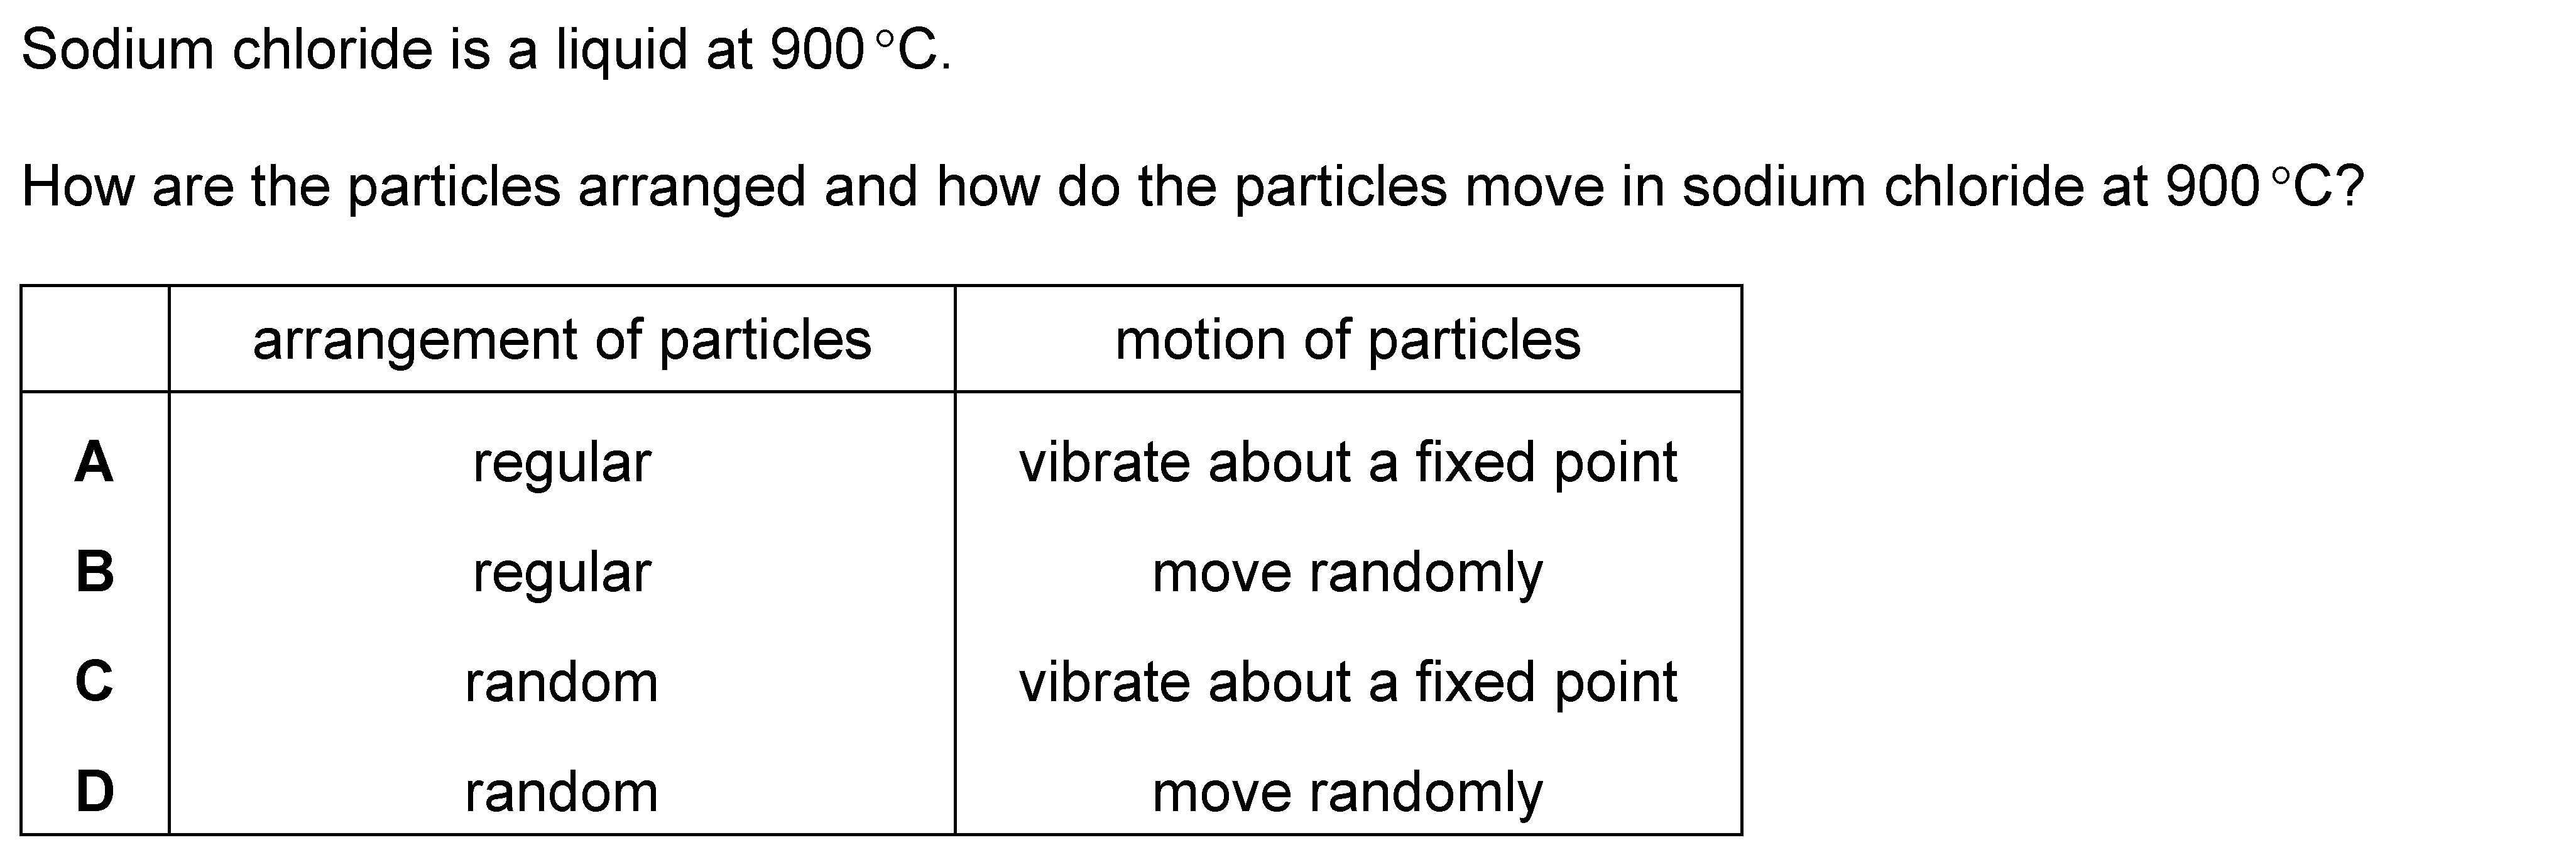 Sodium chloride is a liquid at 900 °C.
How are the particles arranged and how do the particles move in sodium chloride at 900 °C?
arrangement of particles motion of particles
A regular vibrate about a fixed point
B regular move randomly
C random vibrate about a fixed point
D random move randomly